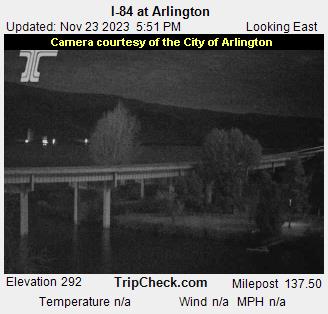 I-84 at Arlington
Updated: Nov 23 2023 5:51 PM Looking East
Camera courtesy of the City of Arlington
Elevation 292 TripCheck.com Milepost 137.50
Temperature n/a Wind n/a MPH n/a